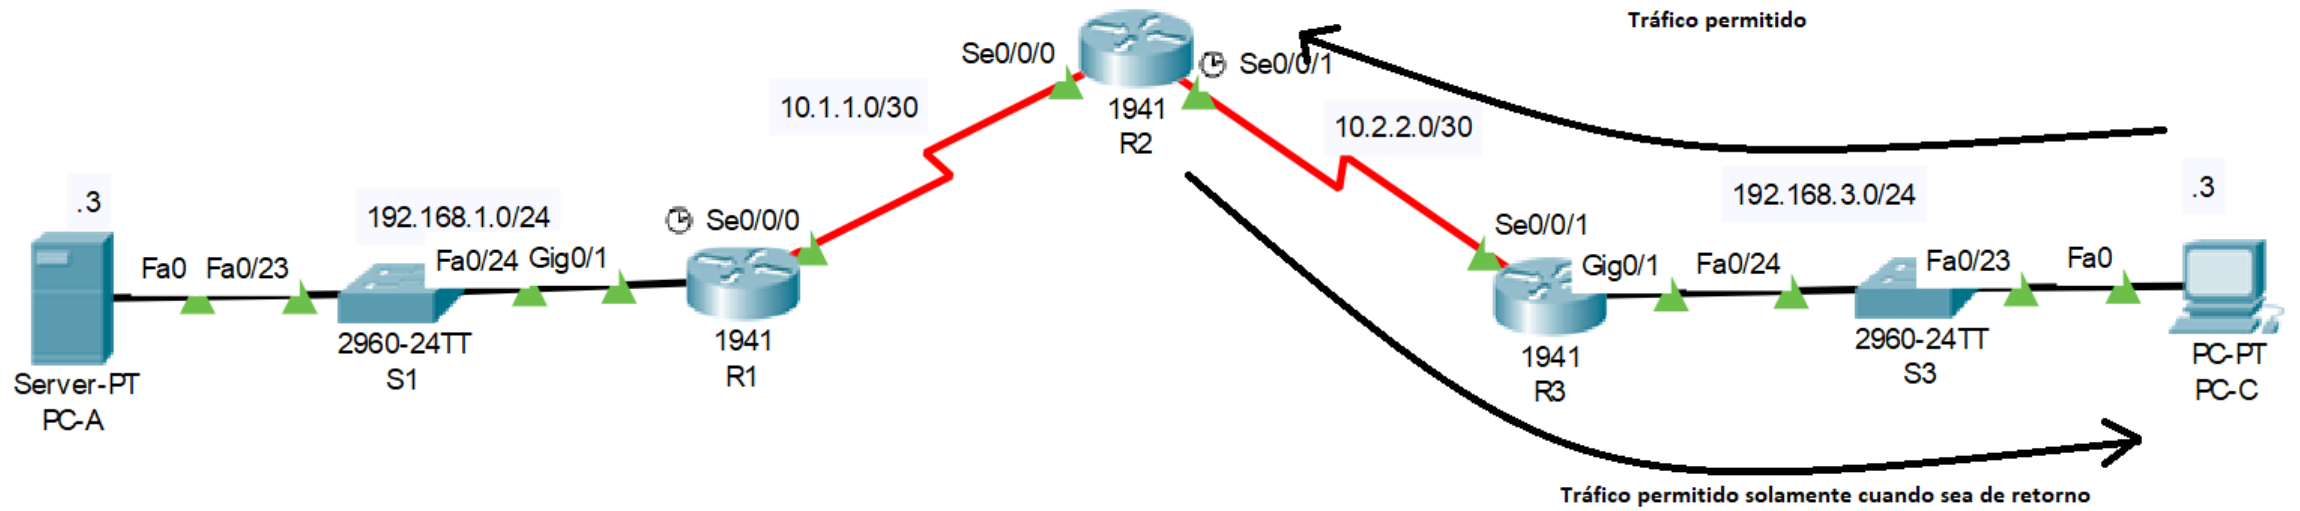 Tráfico permitido
Se0/0/0
Se0/0/1
1941
R2
10.1.1.0/30
10.2.2.0/30
.3
192.168.1.0/24
Se0/0/0
192.168.3.0/24
.3
Se0/0/1
Fa0
Fa0/23
Fa0/24
Gig0/1
Gig0/1
Fa0/24
Fa0/23
Fa0
Server-PT
PC-A
2960-24TT
S1
1941
R1
1941
R3
2960-24TT
S3
PC-PT
PC-C
Tráfico permitido solamente cuando sea de retorno